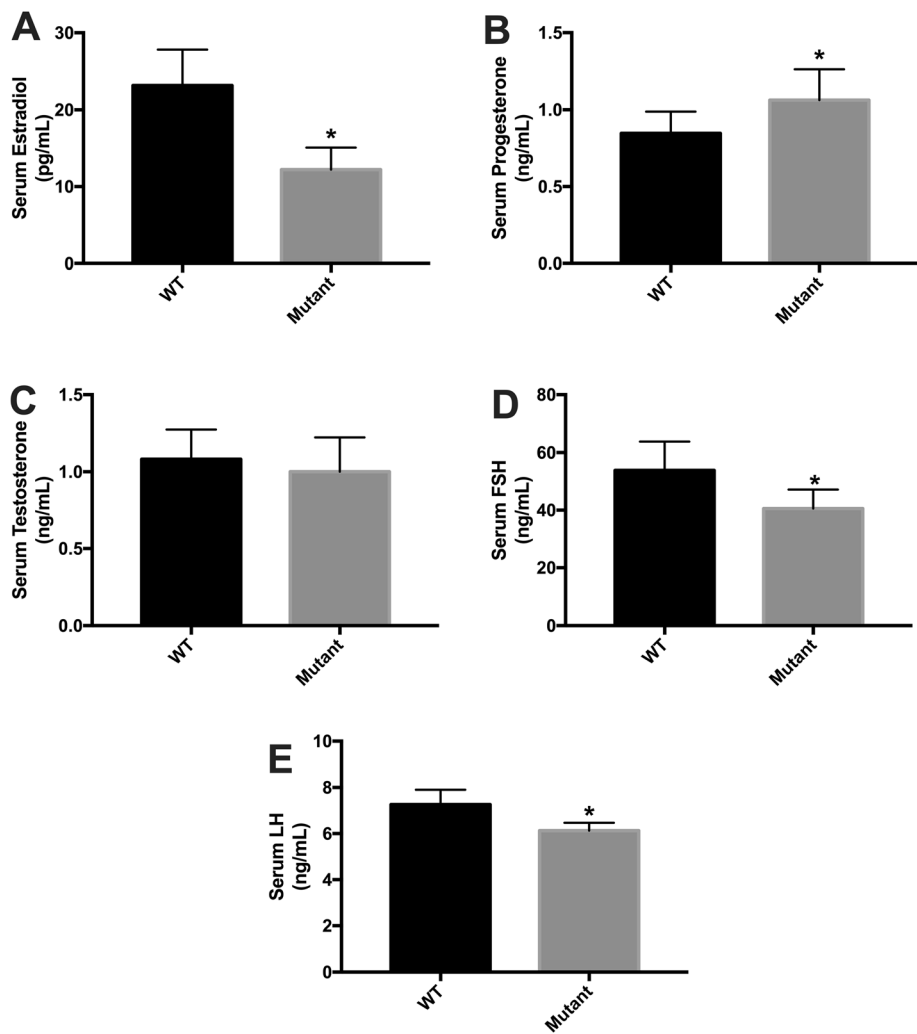 A
Serum Estradiol
(pg/mL)
30
20
10
0
*
WT
Mutant
B
Serum Progesterone
(ng/mL)
1.5
1.0
0.5
0.0
*
WT
Mutant
C
Serum Testosterone
(ng/mL)
1.5
1.0
0.5
0.0
WT
Mutant
D
Serum FSH
(ng/mL)
80
60
40
20
0
*
WT
Mutant
E
Serum LH
(ng/mL)
10
8
6
4
2
0
*
WT
Mutant